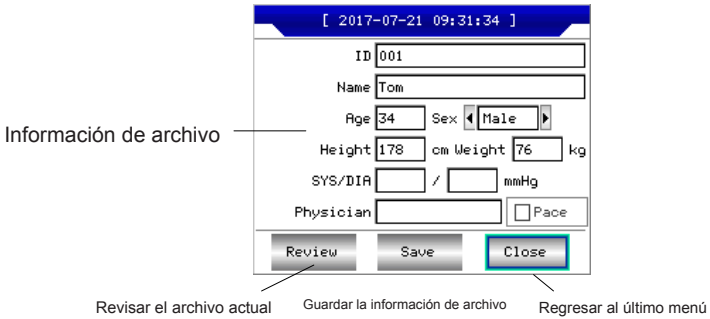 [ 2017-07-21 09:31:34 ]
ID 001
Name Tom
Age 34 Sex Male
Información de archivo
Height 178 cm Weight 76 kg
SYS/DIA / mmHg
Physician Pace
Review Save Close
Revisar el archivo actual Guardar la información de archivo Regresar al último menú